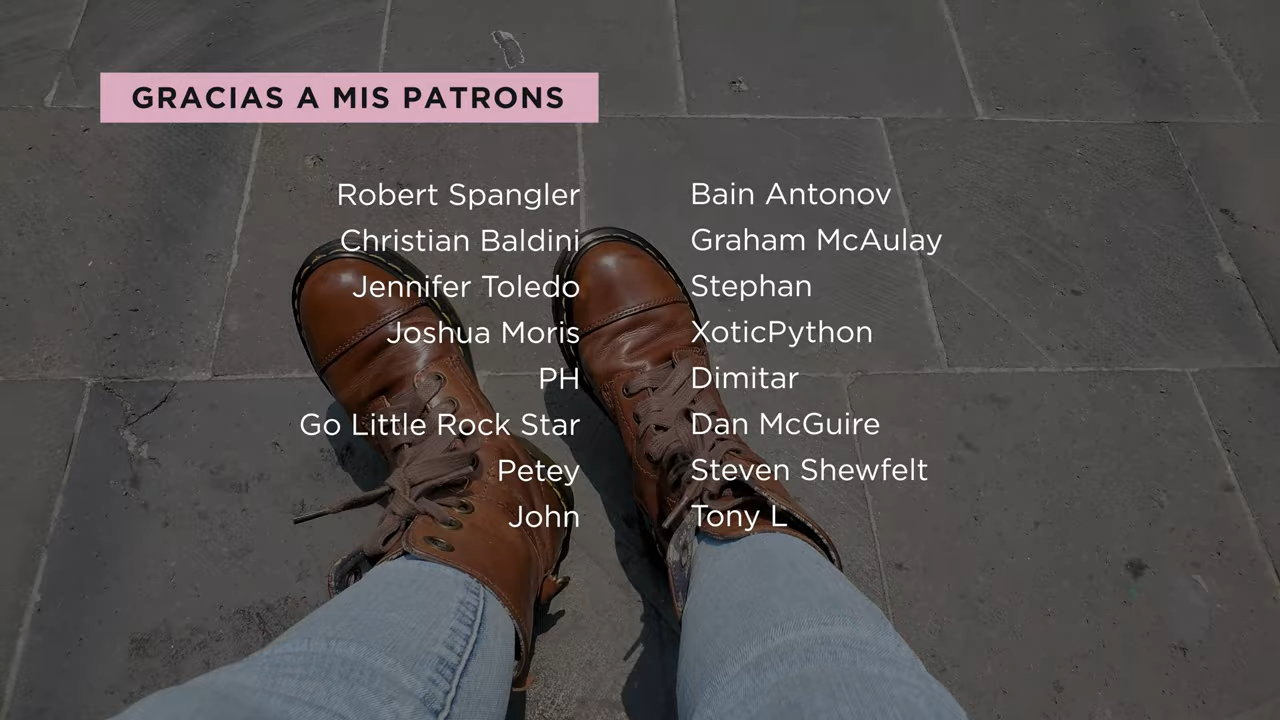 GRACIAS A MIS PATRONS
Robert Spangler
Christian Baldini
Jennifer Toledo
Joshua Moris
PH
Go Little Rock Star
Petey
John
Bain Antonov
Graham McAulay
Stephan
XoticPython
Dimitar
Dan McGuire
Steven Shewfelt
Tony L